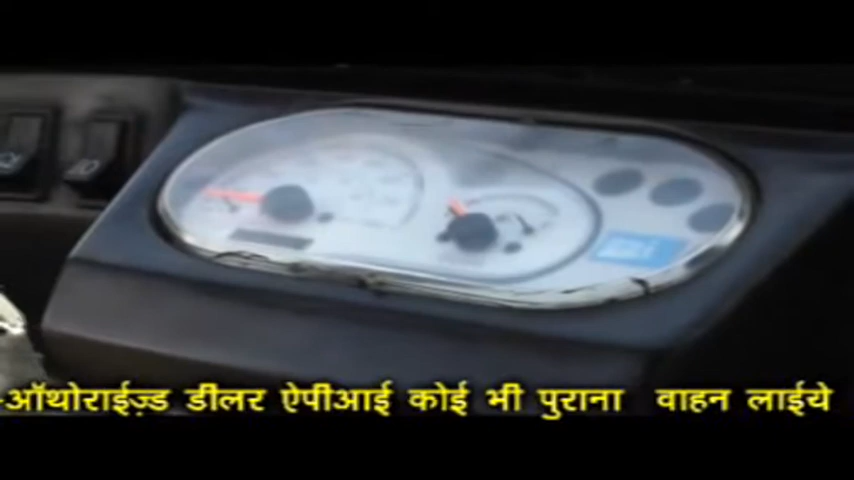 -ऑथोराईज़्ड डीलर ऐपीआई कोई भी पुराना वाहन लाईये